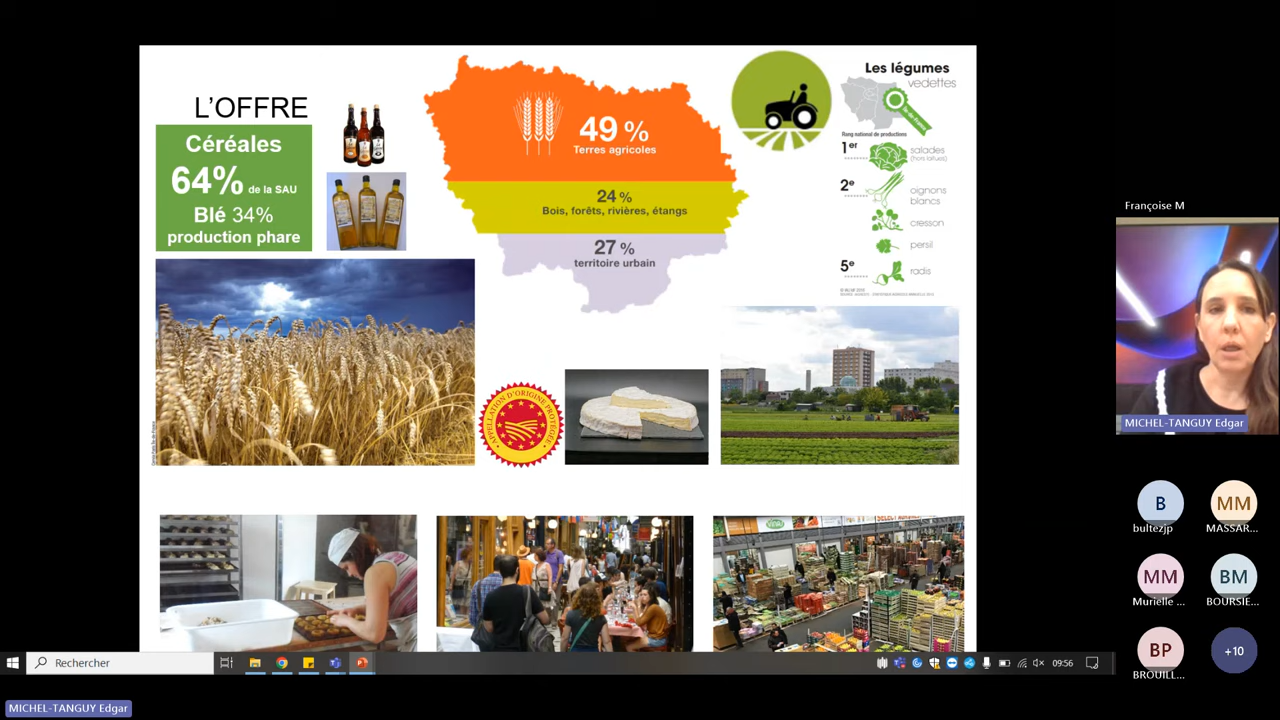 L'OFFRE
Céréales
64% de la SAU
Blé 34%
production phare
49 %
Terres agricoles
24 %
Bois, forêts, rivières, étangs
27 %
territoire urbain
Les légumes
vedettes
Île-de-France
Rang national de productions
1er
salades
(hors laitues)
2e
oignons
blancs
cresson
persil
5e
radis
APPELLATION D'ORIGINE PROTÉGÉE
Françoise M
MICHEL-TANGUY Edgar
B
bultezjp
MM
MASSAR...
MM
Murielle ...
BM
BOURSIE...
BP
BROUILL...
+10
Rechercher
09:56
MICHEL-TANGUY Edgar